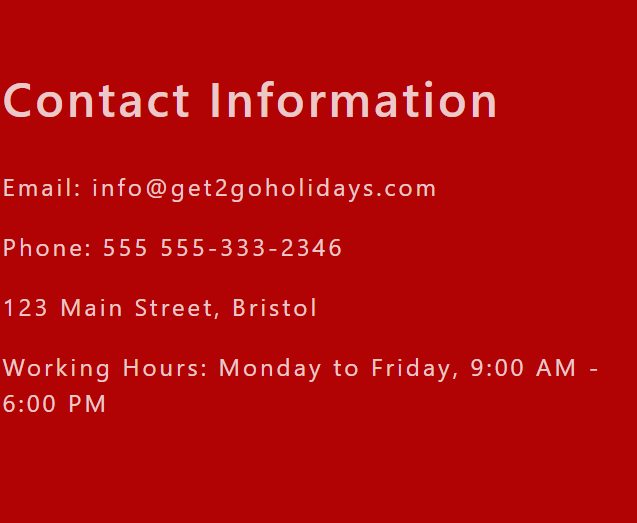 Contact Information
Email: info@get2goholidays.com
Phone: 555 555-333-2346
123 Main Street, Bristol
Working Hours: Monday to Friday, 9:00 AM -
6:00 PM